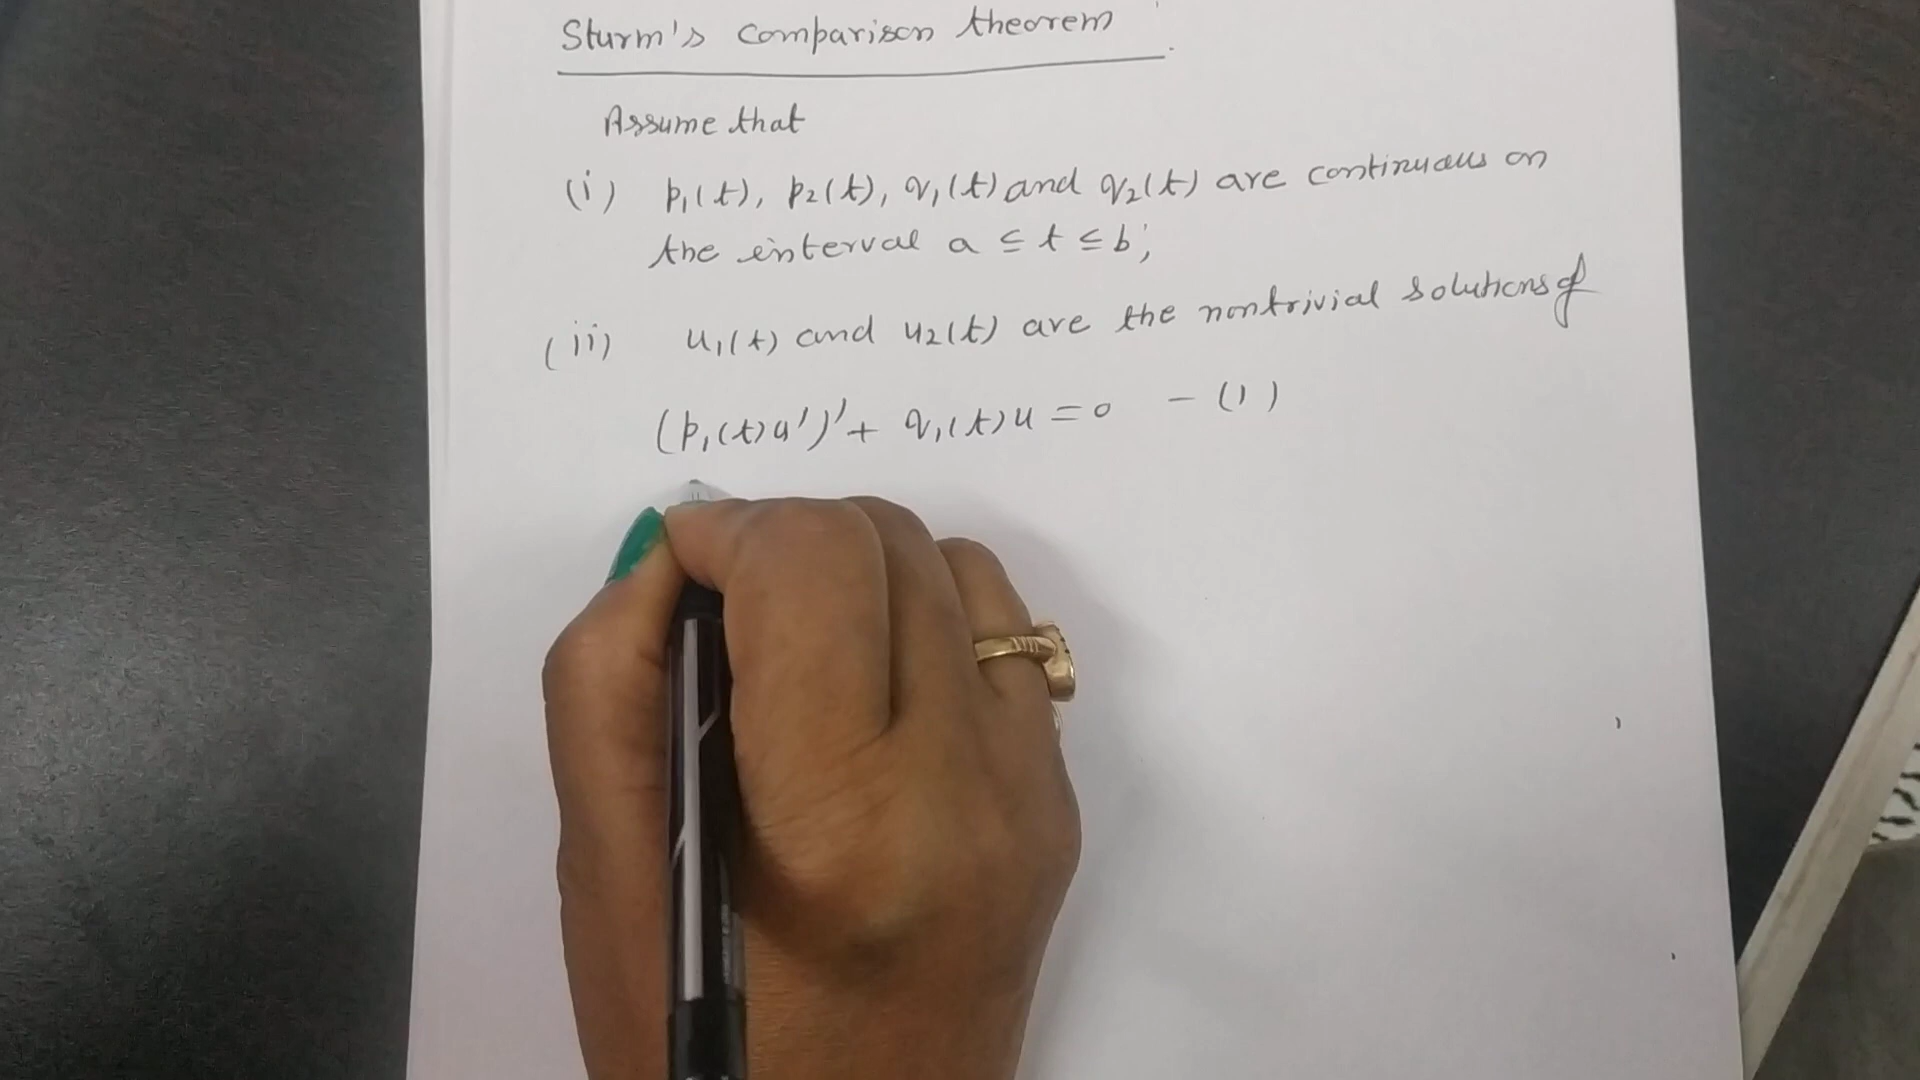 Sturm's Comparison theorem
Assume that
(i) p₁(t), p₂(t), q₁(t) and q₂(t) are continuous on
the interval a ≤ t ≤ b;
(ii) u₁(t) and u₂(t) are the nontrivial solutions of
(p₁(t)u')' + q₁(t)u = 0 - (1)